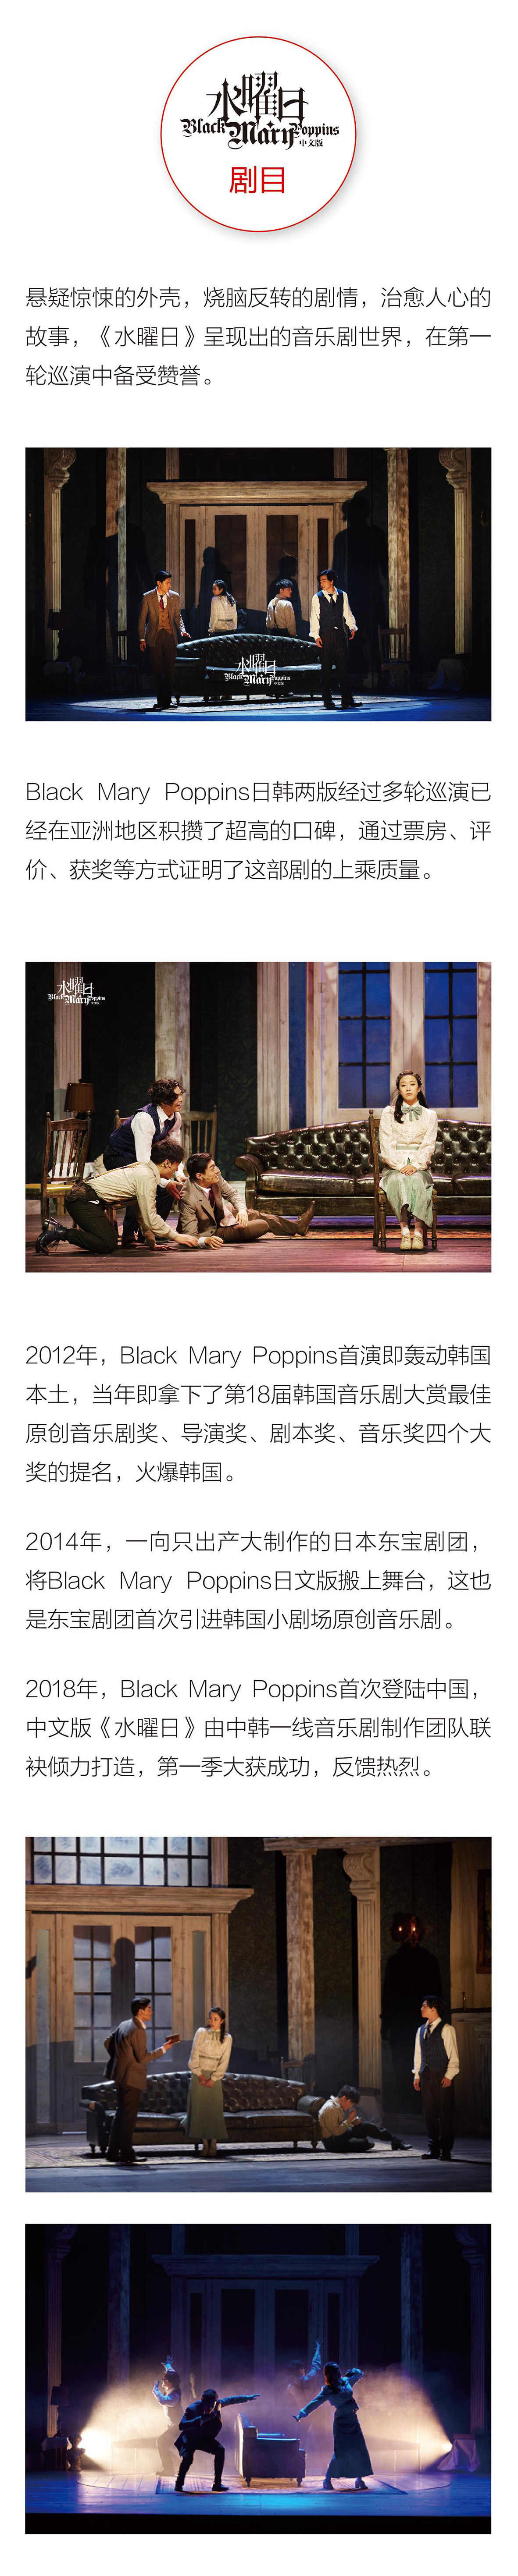 水曜日
Black Mary Poppins
中文版
剧目
悬疑惊悚的外壳，烧脑反转的剧情，治愈人心的
故事，《水曜日》呈现出的音乐剧世界，在第一
轮巡演中备受赞誉。
水曜日
Black Mary Poppins
中文版
Black Mary Poppins日韩两版经过多轮巡演已
经在亚洲地区积攒了超高的口碑，通过票房、评
价、获奖等方式证明了这部剧的上乘质量。
水曜日
Black Mary Poppins
中文版
2012年，Black Mary Poppins首演即轰动韩国
本土，当年即拿下了第18届韩国音乐剧大赏最佳
原创音乐剧奖、导演奖、剧本奖、音乐奖四个大
奖的提名，火爆韩国。
2014年，一向只出产大制作的日本东宝剧团，
将Black Mary Poppins日文版搬上舞台，这也
是东宝剧团首次引进韩国小剧场原创音乐剧。
2018年，Black Mary Poppins首次登陆中国，
中文版《水曜日》由中韩一线音乐剧制作团队联
袂倾力打造，第一季大获成功，反馈热烈。